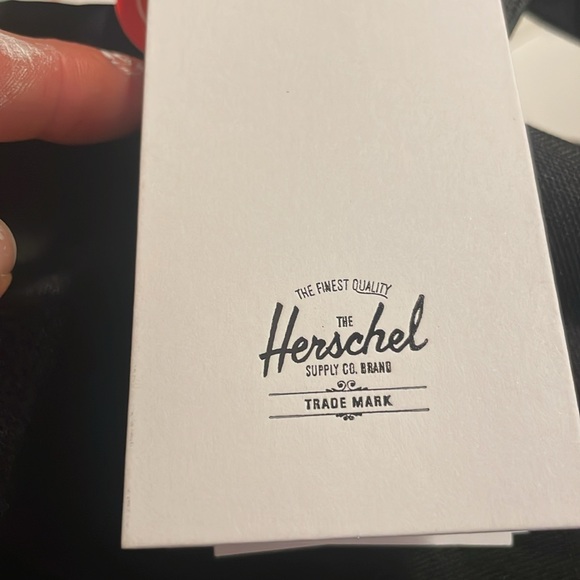 THE FINEST QUALITY
THE
Herschel
SUPPLY CO. BRAND
TRADE MARK